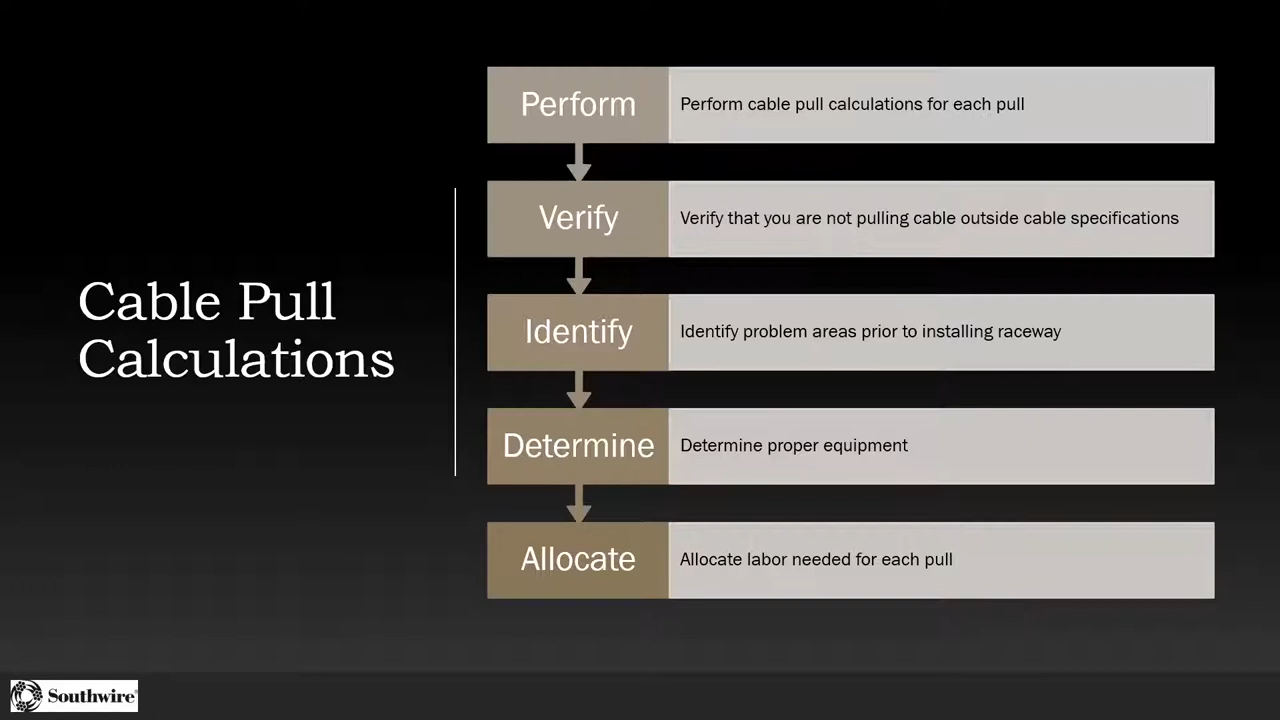 Cable Pull
Calculations
Perform
Perform cable pull calculations for each pull
Verify
Verify that you are not pulling cable outside cable specifications
Identify
Identify problem areas prior to installing raceway
Determine
Determine proper equipment
Allocate
Allocate labor needed for each pull
Southwire®